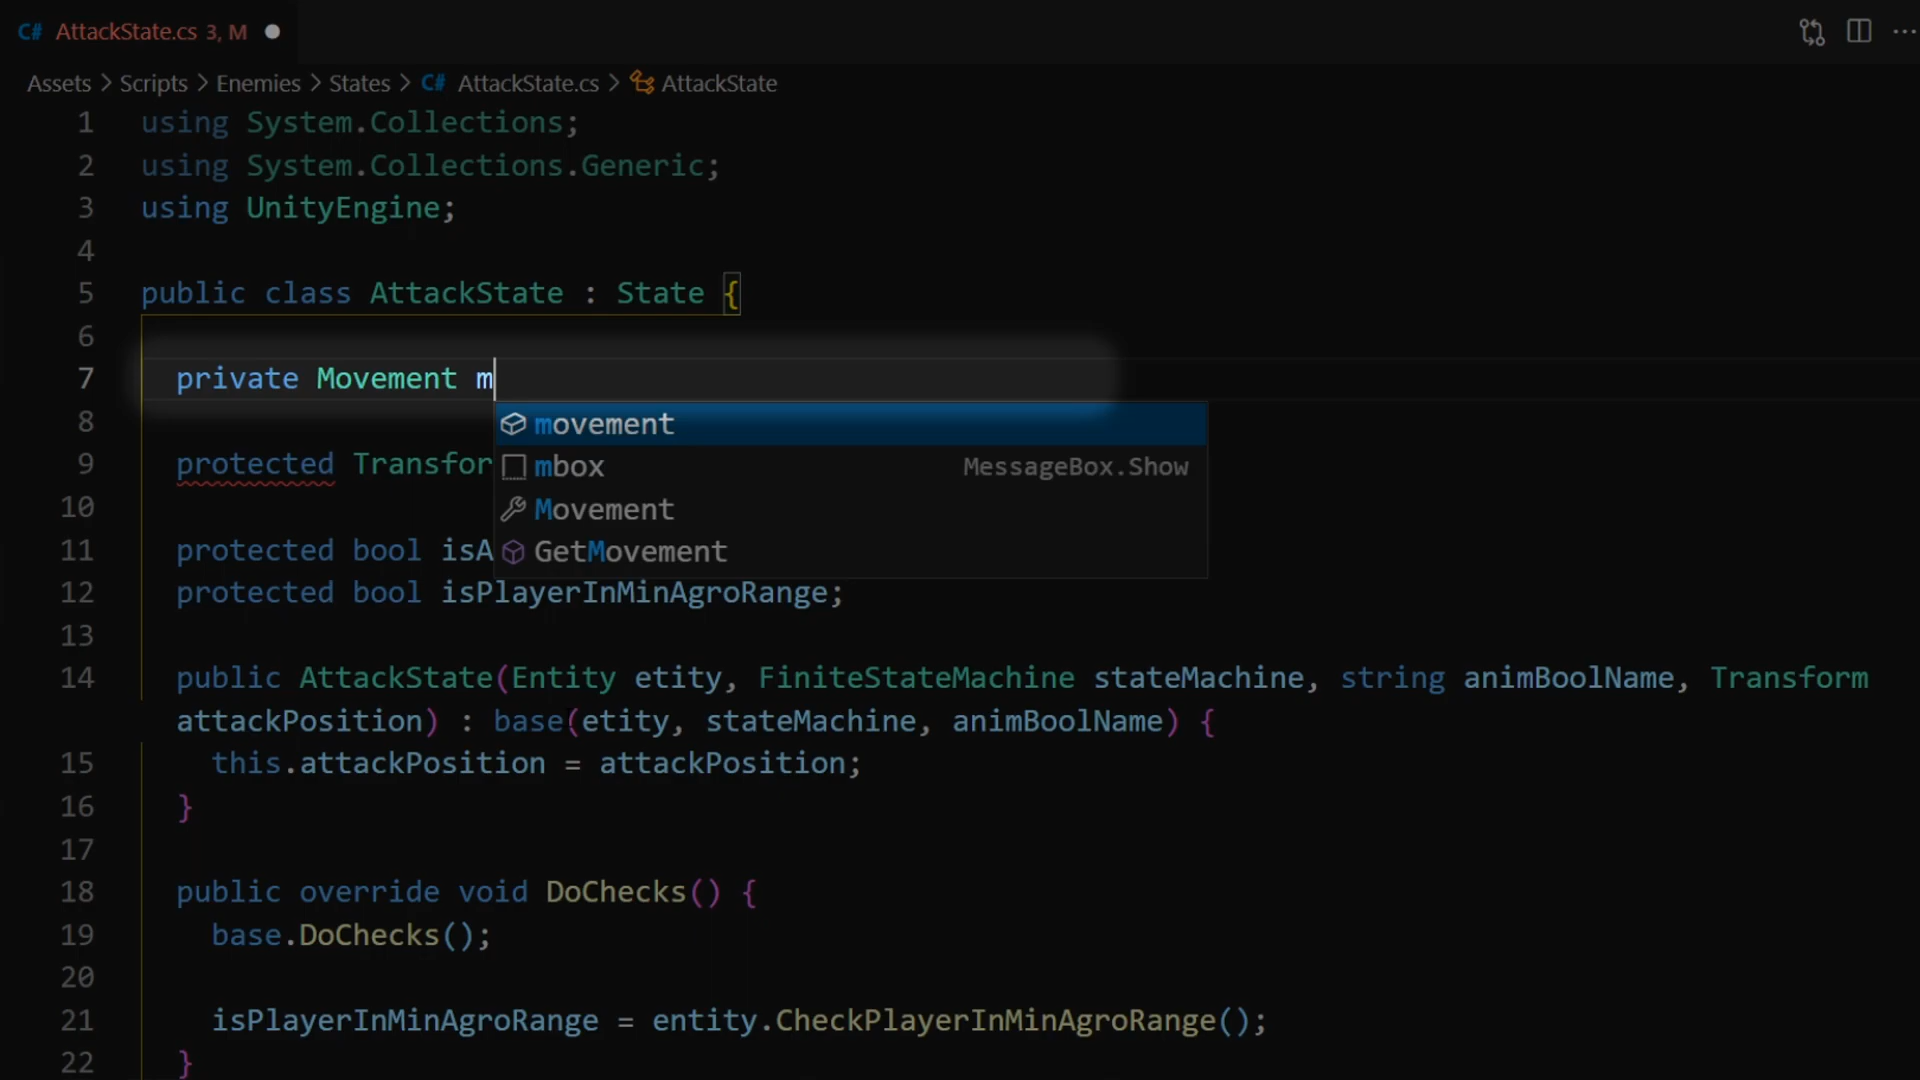 C# AttackState.cs 3, M
Assets > Scripts > Enemies > States > C# AttackState.cs > AttackState
1 using System.Collections;
2 using System.Collections.Generic;
3 using UnityEngine;
4
5 public class AttackState : State {
6
7 private Movement m
movement
8
9 protected Transfor
mbox MessageBox.Show
Movement
10
11 protected bool isA
GetMovement
12 protected bool isPlayerInMinAgroRange;
13
14 public AttackState(Entity etity, FiniteStateMachine stateMachine, string animBoolName, Transform
attackPosition) : base(etity, stateMachine, animBoolName) {
15 this.attackPosition = attackPosition;
16 }
17
18 public override void DoChecks() {
19 base.DoChecks();
20
21 isPlayerInMinAgroRange = entity.CheckPlayerInMinAgroRange();
22 }